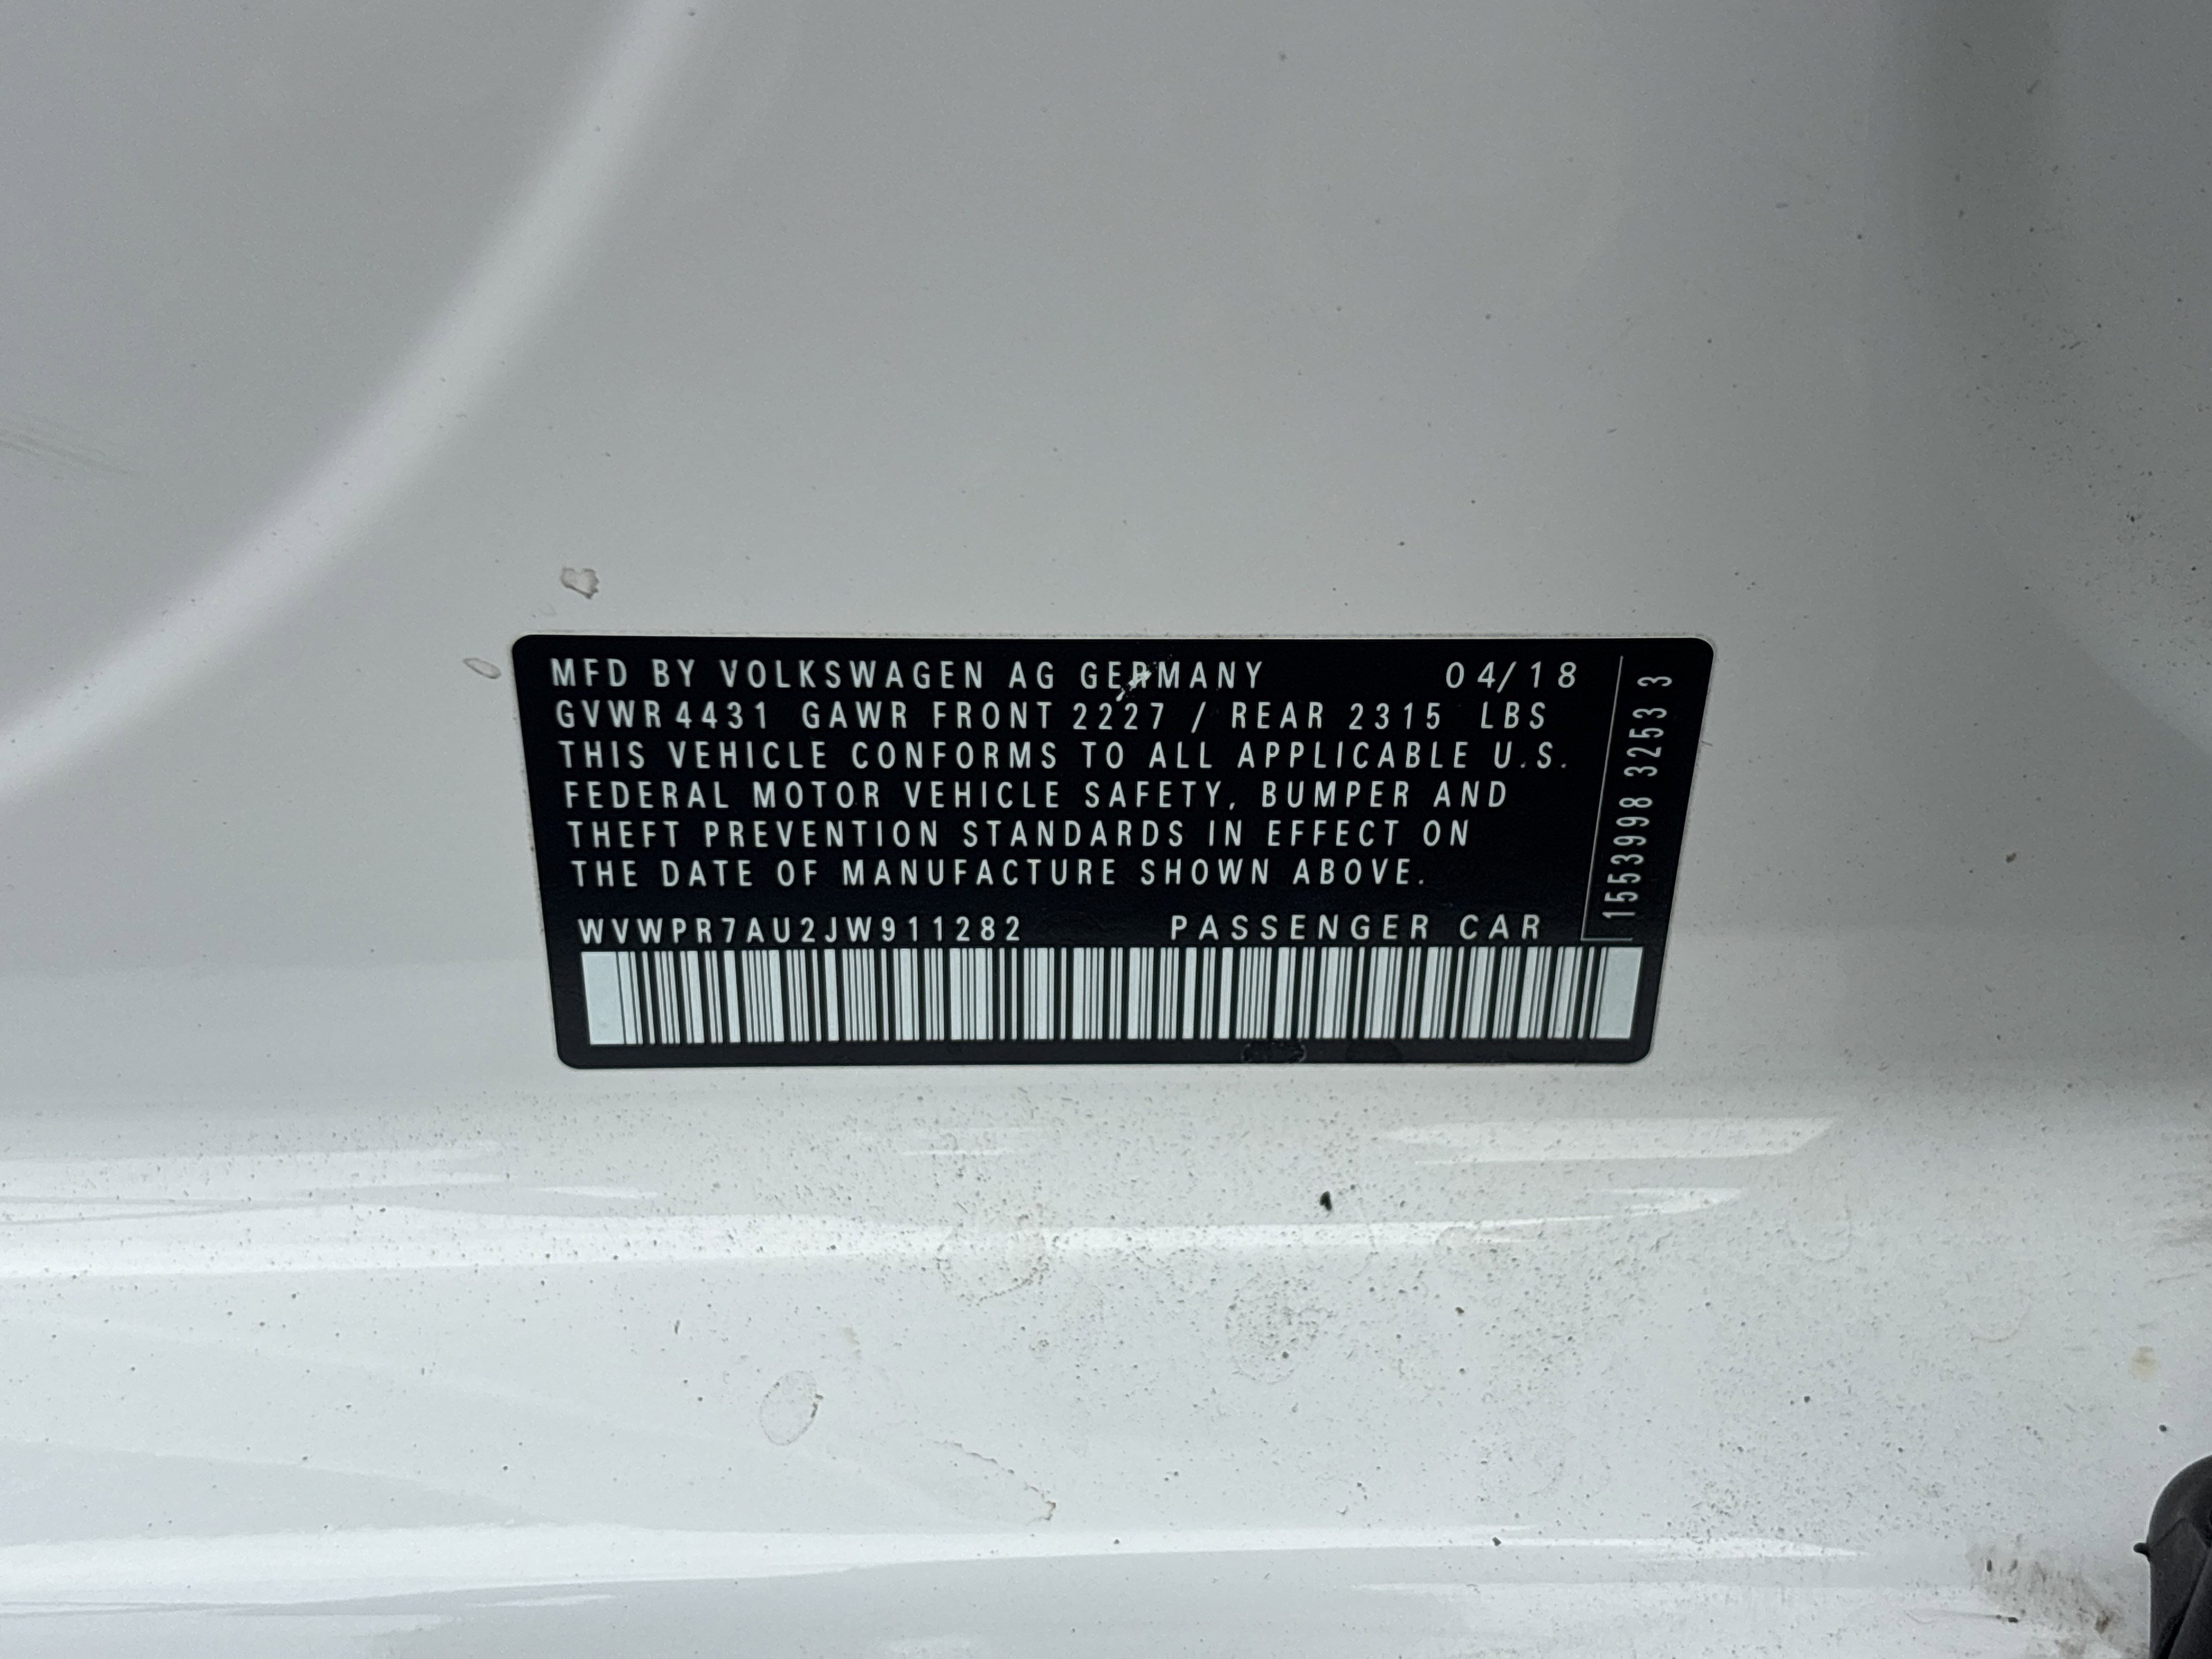 MFD BY VOLKSWAGEN AG GERMANY 04/18
GVWR 4431 GAWR FRONT 2227 / REAR 2315 LBS
THIS VEHICLE CONFORMS TO ALL APPLICABLE U.S.
FEDERAL MOTOR VEHICLE SAFETY, BUMPER AND
THEFT PREVENTION STANDARDS IN EFFECT ON
THE DATE OF MANUFACTURE SHOWN ABOVE.
WVWPR7AU2JW911282 PASSENGER CAR
1553998 3253 3